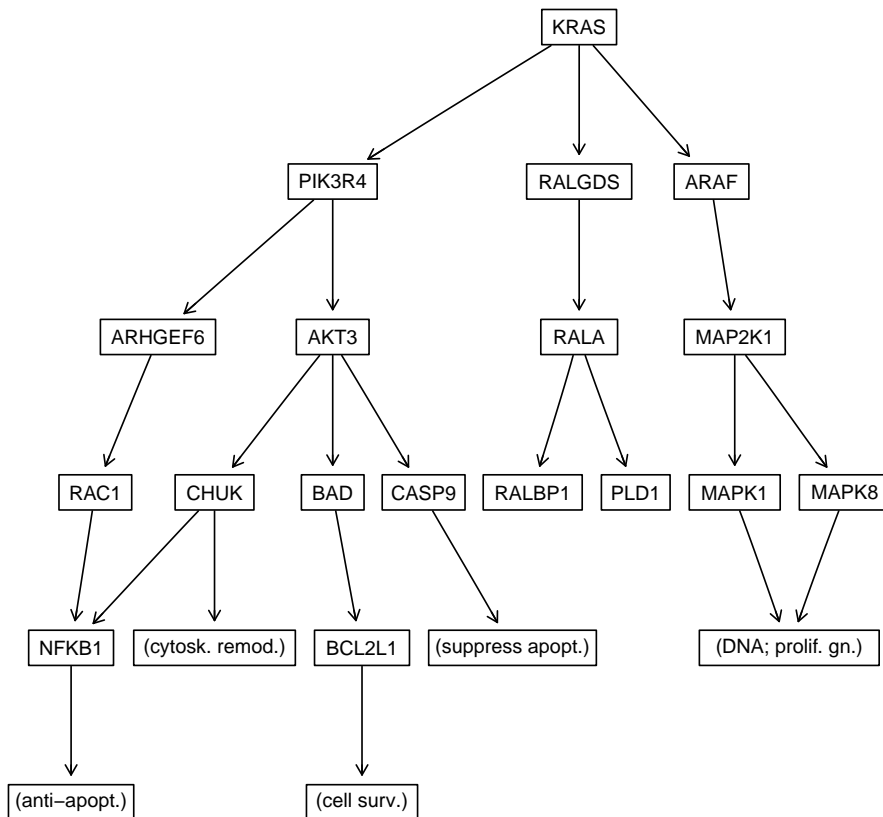 KRAS
PIK3R4
RALGDS
ARAF
ARHGEF6
AKT3
RALA
MAP2K1
RAC1
CHUK
BAD
CASP9
RALBP1
PLD1
MAPK1
MAPK8
NFKB1
(cytosk. remod.)
BCL2L1
(suppress apopt.)
(DNA; prolif. gn.)
(anti−apopt.)
(cell surv.)